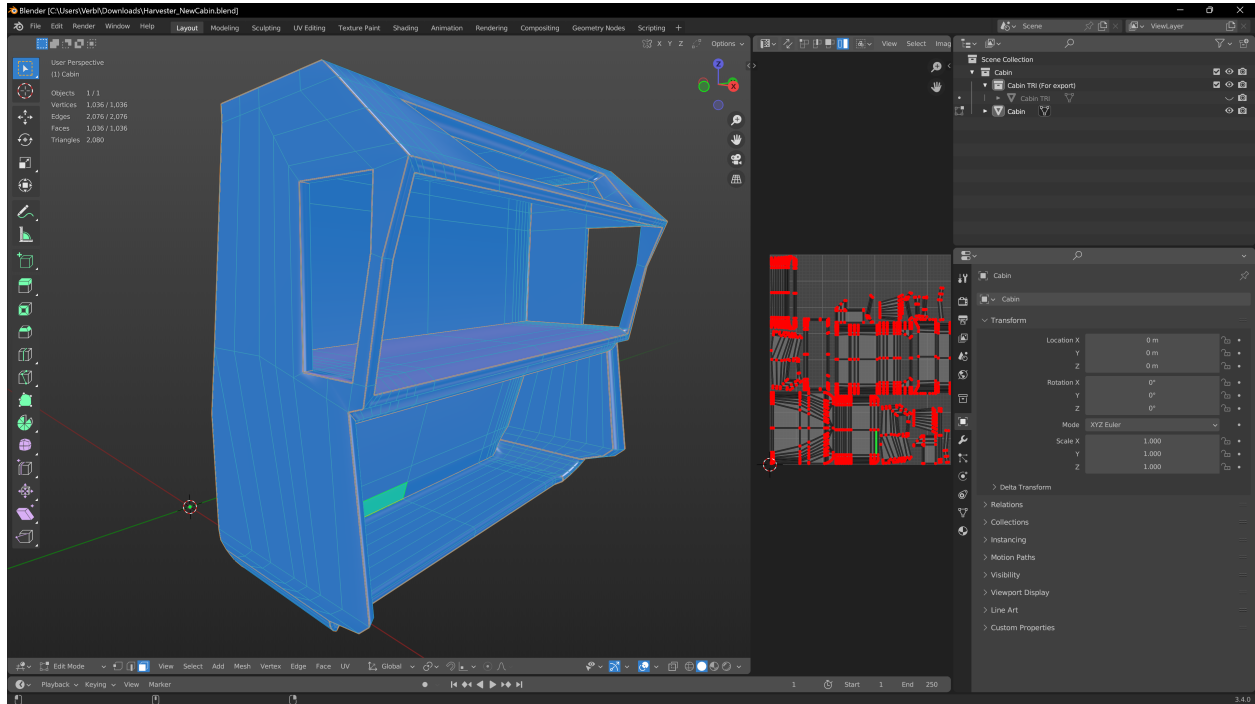 Blender [C:\Users\Verbl\Downloads\Harvester_NewCabin.blend]
File Edit Render Window Help Layout Modeling Sculpting UV Editing Texture Paint Shading Animation Rendering Compositing Geometry Nodes Scripting + Scene ViewLayer
X Y Z Options View Select Imag
User Perspective
(1) Cabin
Objects 1/1
Vertices 1,036/1,036
Edges 2,076/2,076
Faces 1,036/1,036
Triangles 2,080
Z
X
Scene Collection
Cabin
Cabin TRI (For export)
Cabin TRI
Cabin
Cabin
Cabin
Transform
Location X 0 m
Y 0 m
Z 0 m
Rotation X 0°
Y 0°
Z 0°
Mode XYZ Euler
Scale X 1.000
Y 1.000
Z 1.000
Delta Transform
Relations
Collections
Instancing
Motion Paths
Visibility
Viewport Display
Line Art
Custom Properties
Edit Mode View Select Add Mesh Vertex Edge Face UV Global
Playback Keying View Marker 1 Start 1 End 250
3.4.0